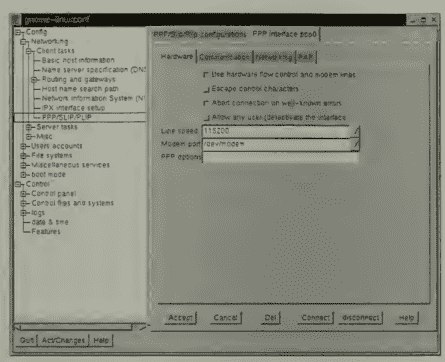 gnome-linuxconf
Config
Networking
Client tasks
Basic host information
Name server specification (DNS
Routing and gateways
Host name search path
Network Information System (N
IPX interface setup
PPP/SLIP/PLIP
Server tasks
Misc
Users accounts
File systems
Miscellaneous services
boot mode
Control
Control panel
Control files and systems
logs
date & time
Features
Quit
Act/Changes
Help
PPP/Slip/Plip configurations
PPP interface ppp0
Hardware
Communication
Networking
PAP
Use hardware flow control and modem lines
Escape control characters
Abort connection on well-known errors
Allow any user (de)activate the interface
Line speed
115200
Modem port
/dev/modem
PPP options
Accept
Cancel
Del
Connect
disconnect
Help